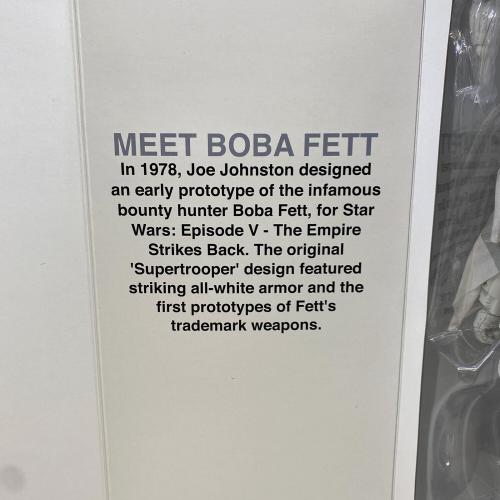 MEET BOBA FETT
In 1978, Joe Johnston designed
an early prototype of the infamous
bounty hunter Boba Fett, for Star
Wars: Episode V - The Empire
Strikes Back. The original
'Supertrooper' design featured
striking all-white armor and the
first prototypes of Fett's
trademark weapons.